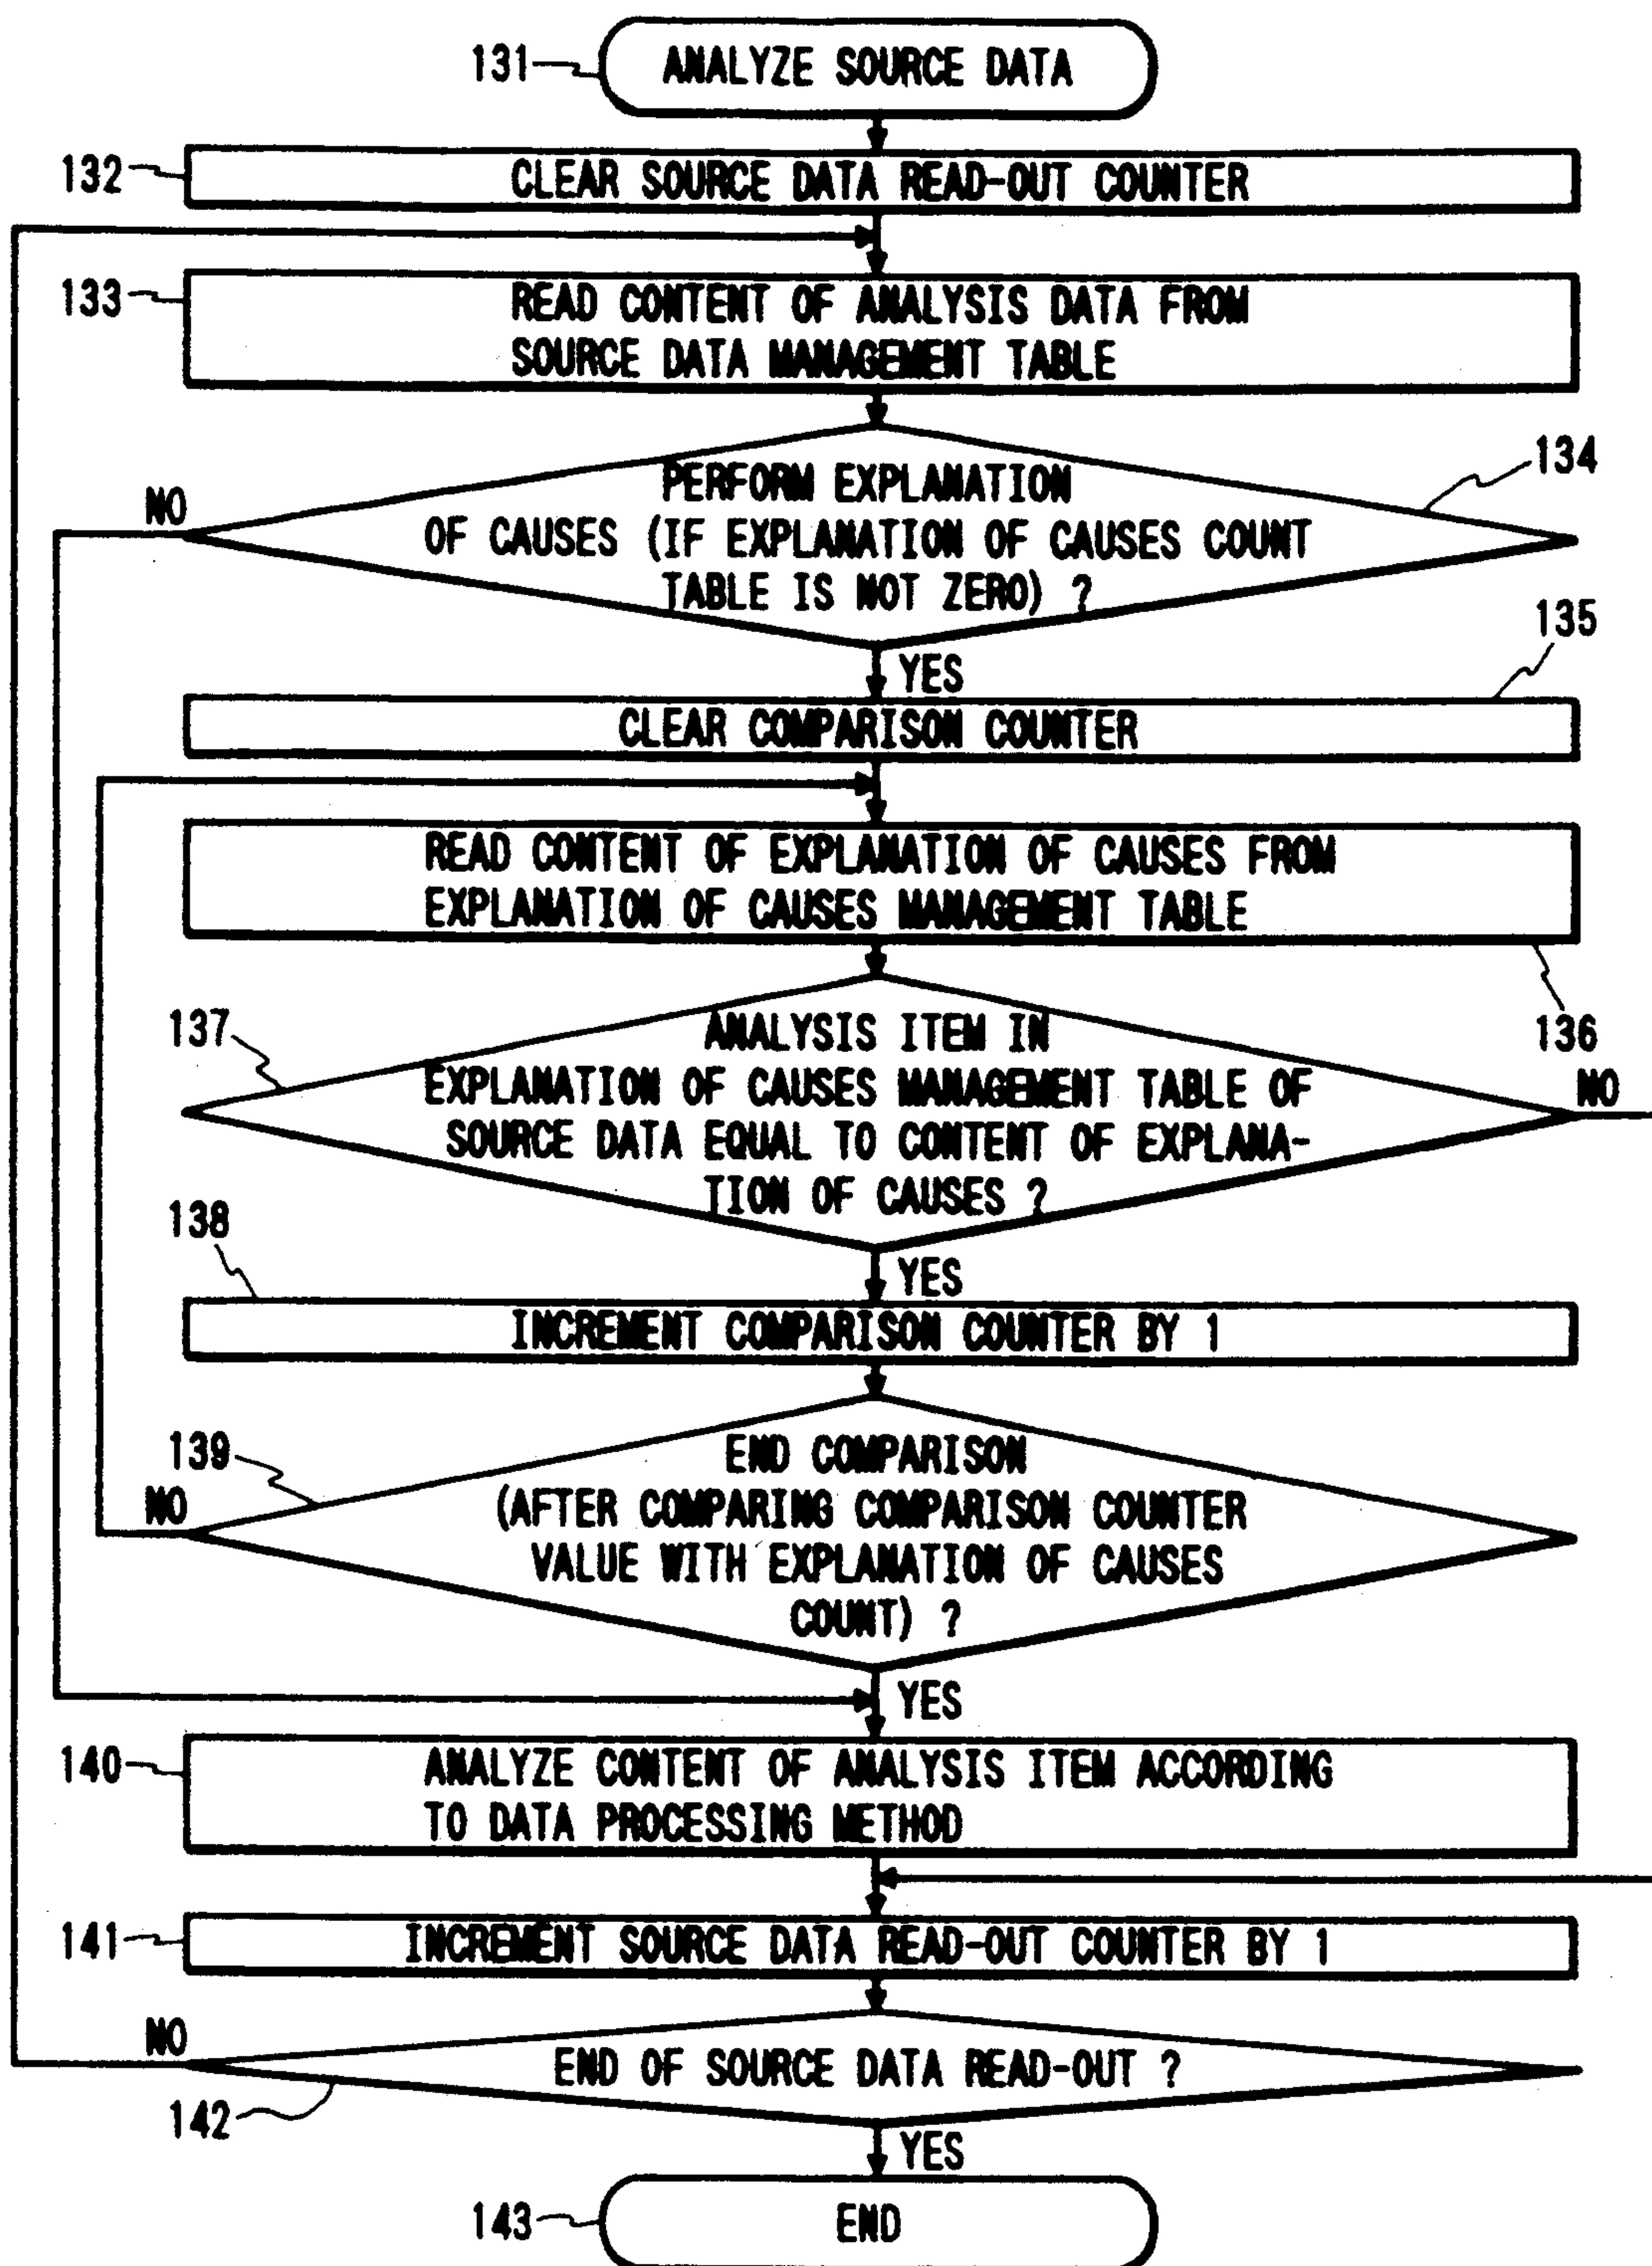 131
ANALYZE SOURCE DATA
132
CLEAR SOURCE DATA READ-OUT COUNTER
133
READ CONTENT OF ANALYSIS DATA FROM
SOURCE DATA MANAGEMENT TABLE
134
NO
PERFORM EXPLANATION
OF CAUSES (IF EXPLANATION OF CAUSES COUNT
TABLE IS NOT ZERO) ?
YES
135
CLEAR COMPARISON COUNTER
READ CONTENT OF EXPLANATION OF CAUSES FROM
EXPLANATION OF CAUSES MANAGEMENT TABLE
136
137
ANALYSIS ITEM IN
EXPLANATION OF CAUSES MANAGEMENT TABLE OF
SOURCE DATA EQUAL TO CONTENT OF EXPLANA-
TION OF CAUSES ?
NO
YES
138
INCREMENT COMPARISON COUNTER BY 1
139
NO
END COMPARISON
(AFTER COMPARING COMPARISON COUNTER
VALUE WITH EXPLANATION OF CAUSES
COUNT) ?
YES
140
ANALYZE CONTENT OF ANALYSIS ITEM ACCORDING
TO DATA PROCESSING METHOD
141
INCREMENT SOURCE DATA READ-OUT COUNTER BY 1
NO
END OF SOURCE DATA READ-OUT ?
142
YES
143
END